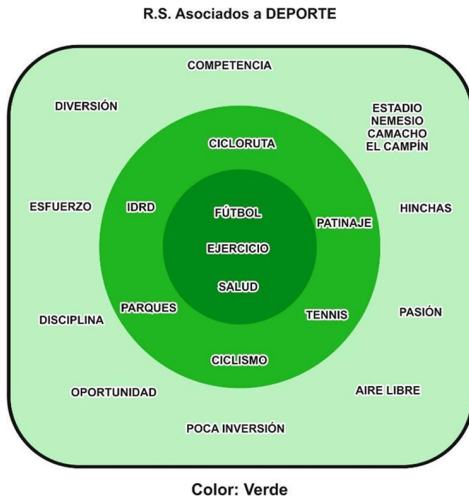 R.S. Asociados a DEPORTE
COMPETENCIA
DIVERSIÓN
ESTADIO
NEMESIO
CAMACHO
EL CAMPÍN
CICLORUTA
ESFUERZO
IDRD
FÚTBOL
PATINAJE
HINCHAS
EJERCICIO
SALUD
DISCIPLINA
PARQUES
TENNIS
PASIÓN
CICLISMO
OPORTUNIDAD
AIRE LIBRE
POCA INVERSIÓN
Color: Verde